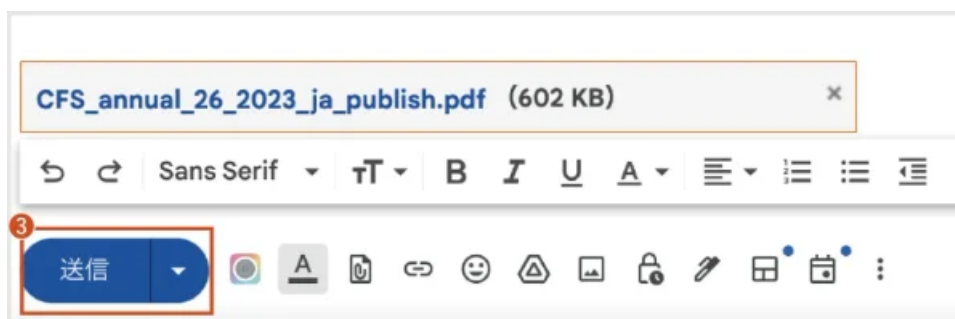 CFS_annual_26_2023_ja_publish.pdf (602 KB)
Sans Serif
3
送信